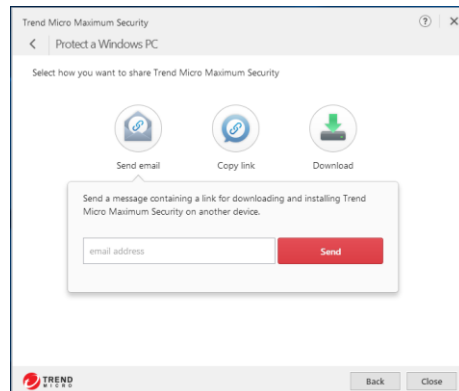 Trend Micro Maximum Security
Protect a Windows PC
Select how you want to share Trend Micro Maximum Security
Send email Copy link Download
Send a message containing a link for downloading and installing Trend
Micro Maximum Security on another device.
email address Send
TREND
MICRO
Back Close